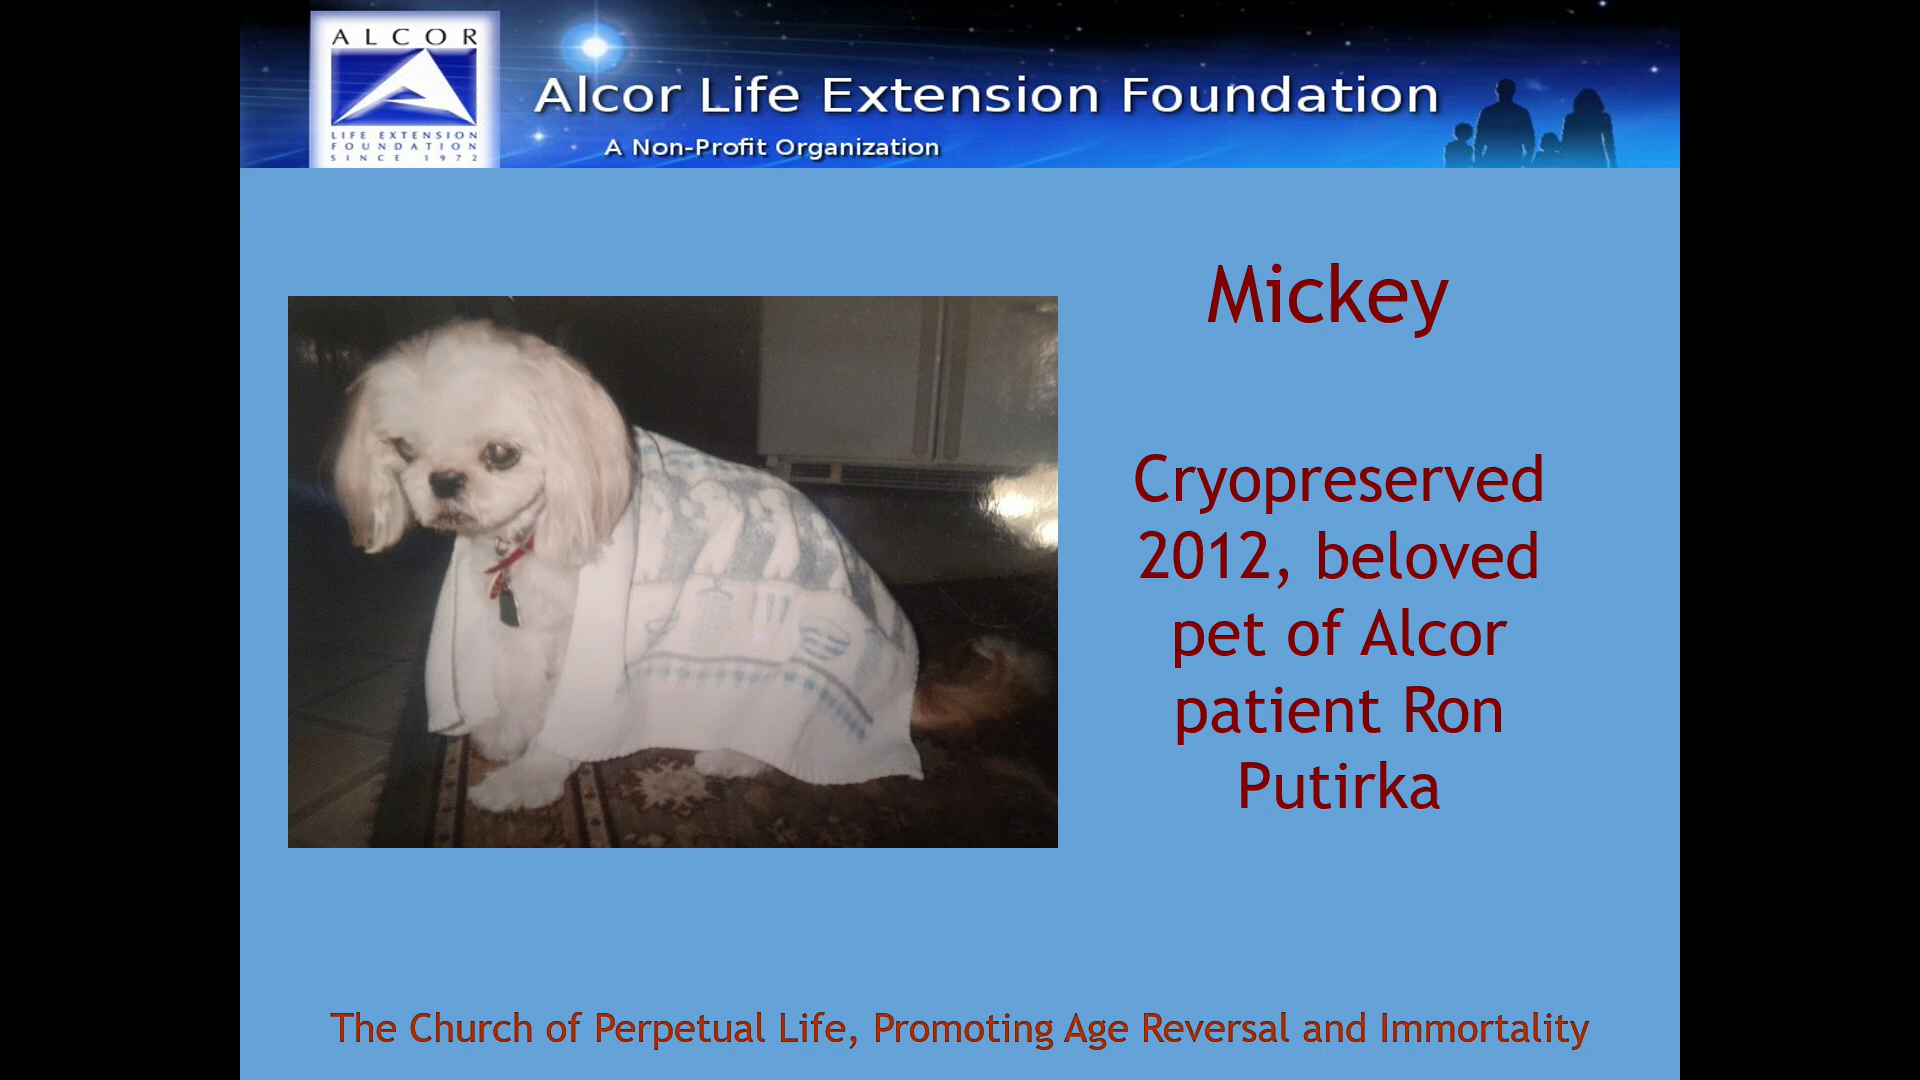 ALCOR
LIFE EXTENSION
FOUNDATION
SINCE 1972
Alcor Life Extension Foundation
A Non-Profit Organization
Mickey
Cryopreserved
2012, beloved
pet of Alcor
patient Ron
Putirka
The Church of Perpetual Life, Promoting Age Reversal and Immortality